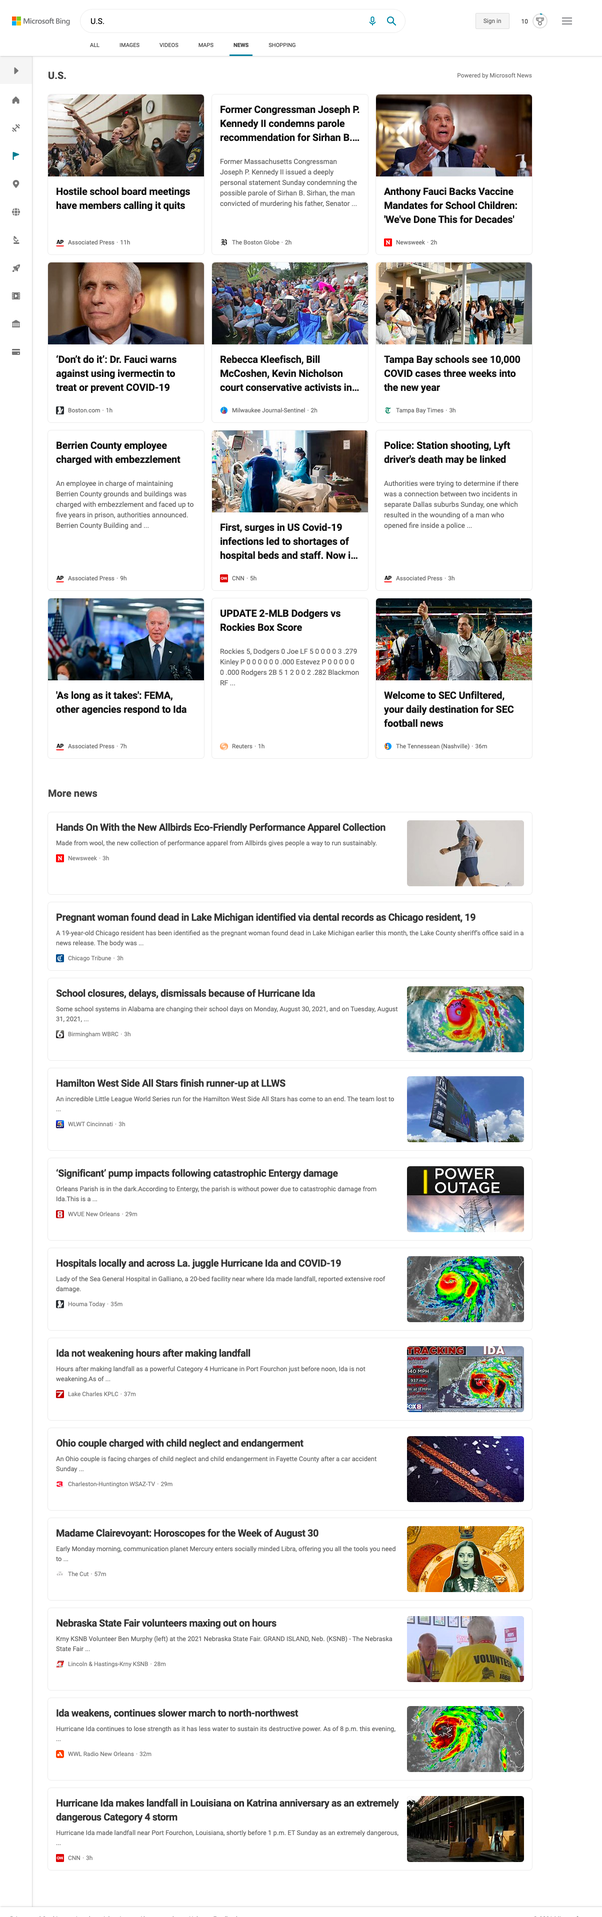 Microsoft Bing
U.S.
Sign in
10
ALL
IMAGES
VIDEOS
MAPS
NEWS
SHOPPING
U.S.
Powered by Microsoft News
Hostile school board meetings
have members calling it quits
Associated Press · 11h
Former Congressman Joseph P.
Kennedy II condemns parole
recommendation for Sirhan B....
Former Massachusetts Congressman
Joseph P. Kennedy II issued a deeply
personal statement Sunday condemning the
possible parole of Sirhan B. Sirhan, the man
convicted of murdering his father, Senator ...
The Boston Globe · 2h
Anthony Fauci Backs Vaccine
Mandates for School Children:
'We've Done This for Decades'
Newsweek · 2h
'Don't do it': Dr. Fauci warns
against using ivermectin to
treat or prevent COVID-19
Boston.com · 1h
Rebecca Kleefisch, Bill
McCoshen, Kevin Nicholson
court conservative activists in...
Milwaukee Journal-Sentinel · 2h
Tampa Bay schools see 10,000
COVID cases three weeks into
the new year
Tampa Bay Times · 3h
Berrien County employee
charged with embezzlement
An employee in charge of maintaining
Berrien County grounds and buildings was
charged with embezzlement and faced up to
five years in prison, authorities announced.
Berrien County Building and ...
Associated Press · 9h
First, surges in US Covid-19
infections led to shortages of
hospital beds and staff. Now i...
CNN · 5h
Police: Station shooting, Lyft
driver's death may be linked
Authorities were trying to determine if there
was a connection between two incidents in
separate Dallas suburbs Sunday, one which
resulted in the wounding of a man who
opened fire inside a police ...
Associated Press · 3h
'As long as it takes': FEMA,
other agencies respond to Ida
Associated Press · 7h
UPDATE 2-MLB Dodgers vs
Rockies Box Score
Rockies 5, Dodgers 0 Joe LF 5 0 0 0 0 3 .279
Kinley P 0 0 0 0 0 0 .000 Estevez P 0 0 0 0 0
0 .000 Rodgers 2B 5 1 2 0 0 2 .282 Blackmon
RF ...
Reuters · 1h
Welcome to SEC Unfiltered,
your daily destination for SEC
football news
The Tennessean (Nashville) · 36m
More news
Hands On With the New Allbirds Eco-Friendly Performance Apparel Collection
Made from wool, the new collection of performance apparel from Allbirds gives people a way to run sustainably.
Newsweek · 3h
Pregnant woman found dead in Lake Michigan identified via dental records as Chicago resident, 19
A 19-year-old Chicago resident has been identified as the pregnant woman found dead in Lake Michigan earlier this month, the Lake County sheriff's office said in a
news release. The body was ...
Chicago Tribune · 3h
School closures, delays, dismissals because of Hurricane Ida
Some school systems in Alabama are changing their school days on Monday, August 30, 2021, and on Tuesday, August
31, 2021, ...
Birmingham WBRC · 3h
Hamilton West Side All Stars finish runner-up at LLWS
An incredible Little League World Series run for the Hamilton West Side All Stars has come to an end. The team lost to
...
WLWT Cincinnati · 3h
'Significant' pump impacts following catastrophic Entergy damage
Orleans Parish is in the dark.According to Entergy, the parish is without power due to catastrophic damage from
Ida.This is a ...
WVUE New Orleans · 29m
POWER
OUTAGE
Hospitals locally and across La. juggle Hurricane Ida and COVID-19
Lady of the Sea General Hospital in Galliano, a 20-bed facility near where Ida made landfall, reported extensive roof
damage.
Houma Today · 35m
Ida not weakening hours after making landfall
Hours after making landfall as a powerful Category 4 Hurricane in Port Fourchon just before noon, Ida is not
weakening.As of ...
Lake Charles KPLC · 37m
TRACKING IDA
Ohio couple charged with child neglect and endangerment
An Ohio couple is facing charges of child neglect and child endangerment in Fayette County after a car accident
Sunday ...
Charleston-Huntington WSAZ-TV · 29m
Madame Clairevoyant: Horoscopes for the Week of August 30
Early Monday morning, communication planet Mercury enters socially minded Libra, offering you all the tools you need
to ...
The Cut · 57m
Nebraska State Fair volunteers maxing out on hours
Krny KSNB Volunteer Ben Murphy (left) at the 2021 Nebraska State Fair. GRAND ISLAND, Neb. (KSNB) - The Nebraska
State Fair ...
Lincoln & Hastings-Krny KSNB · 28m
VOLUNTE
Ida weakens, continues slower march to north-northwest
Hurricane Ida continues to lose strength as it has less water to sustain its destructive power. As of 8 p.m. this evening,
...
WWL Radio New Orleans · 32m
Hurricane Ida makes landfall in Louisiana on Katrina anniversary as an extremely
dangerous Category 4 storm
Hurricane Ida made landfall near Port Fourchon, Louisiana, shortly before 1 p.m. ET Sunday as an extremely dangerous,
...
CNN · 3h